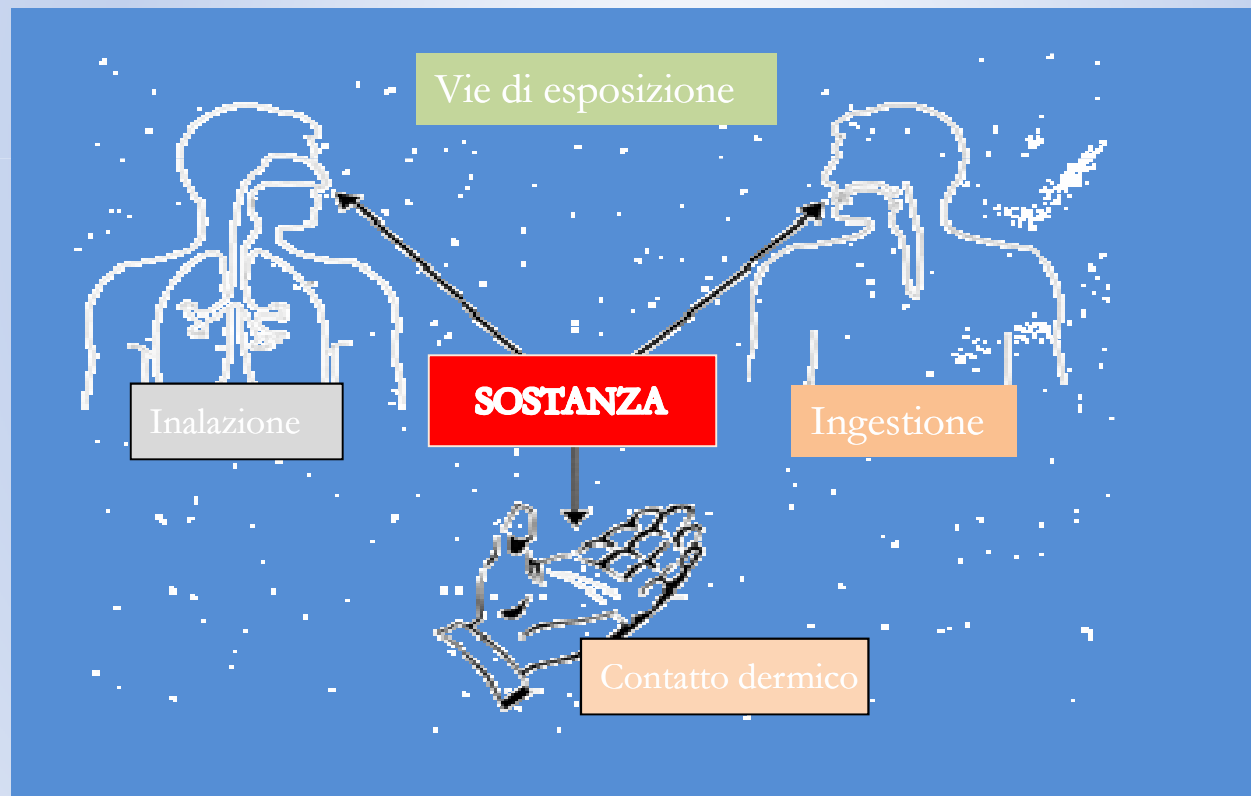 Vie di esposizione
SOSTANZA
Inalazione
Ingestione
Contatto dermico